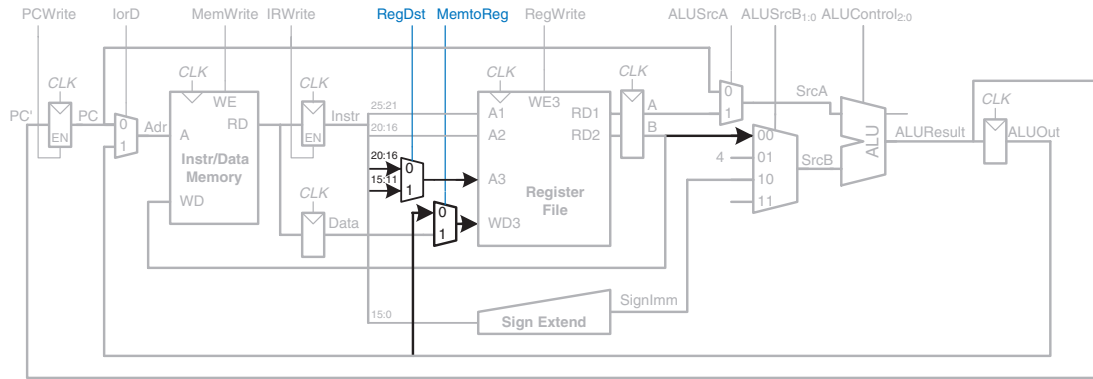 PCWrite IorD MemWrite IRWrite RegDst MemtoReg RegWrite ALUSrcA ALUSrcB1:0 ALUControl2:0
CLK CLK CLK CLK CLK
CLK
PC' EN PC 0 1 Adr
WE
A RD
Instr/Data
Memory
WD
EN Instr
CLK
Data
25:21
20:16
20:16 0
15:11 1
0
1
15:0
WE3
A1 RD1
A2 RD2
A3
Register
File
WD3
A
B
0
1
SrcA
00
4 01
10
11
SrcB
ALU
ALUResult
ALUOut
SignImm
Sign Extend